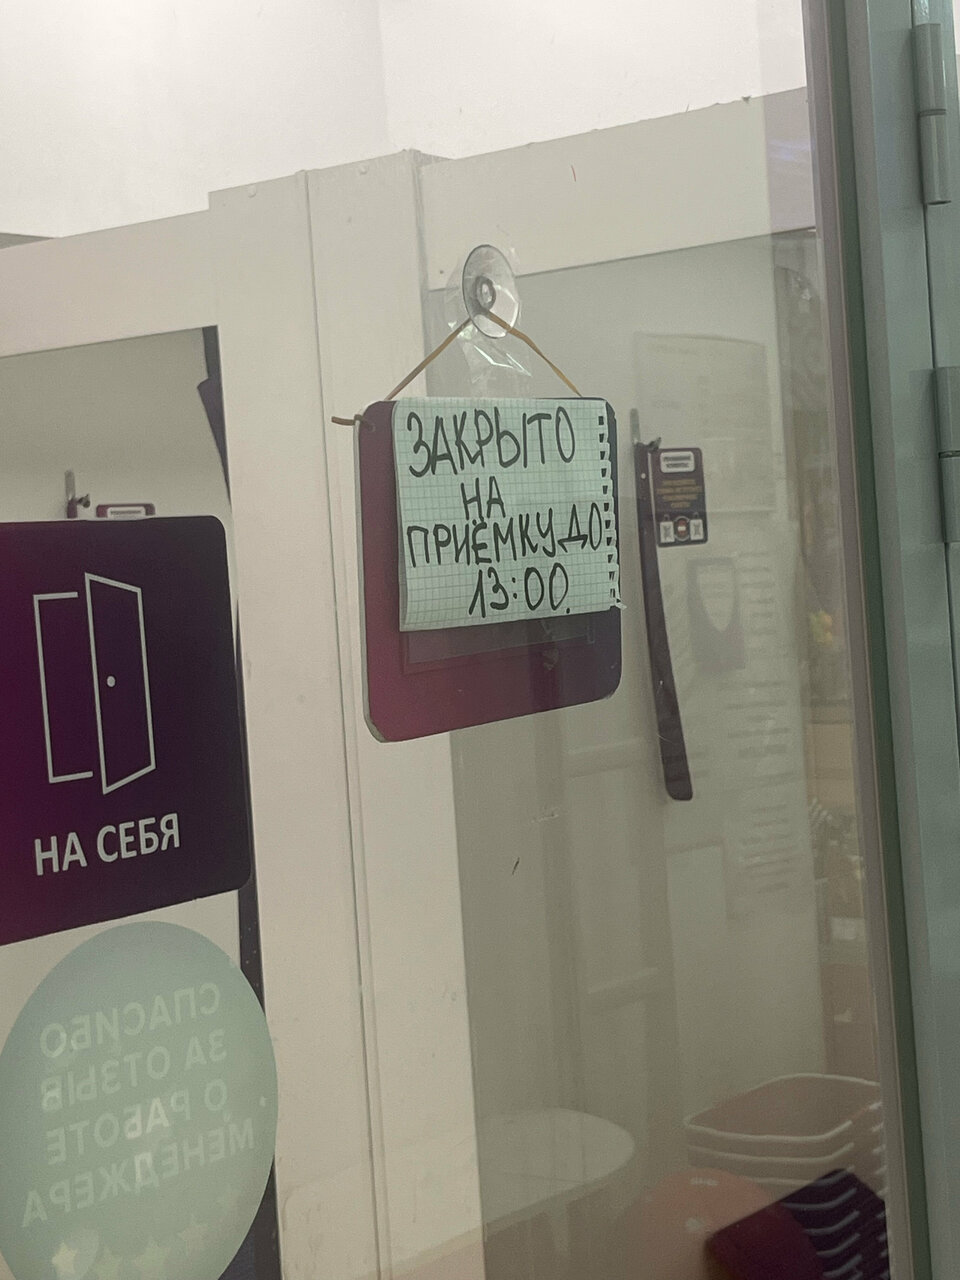 ЗАКРЫТО
НА
ПРИЁМКУ ДО
13:00.
НА СЕБЯ
СПАСИБО
ЗА ОТЗЫВ
О РАБОТЕ
МЕНЕДЖЕРА